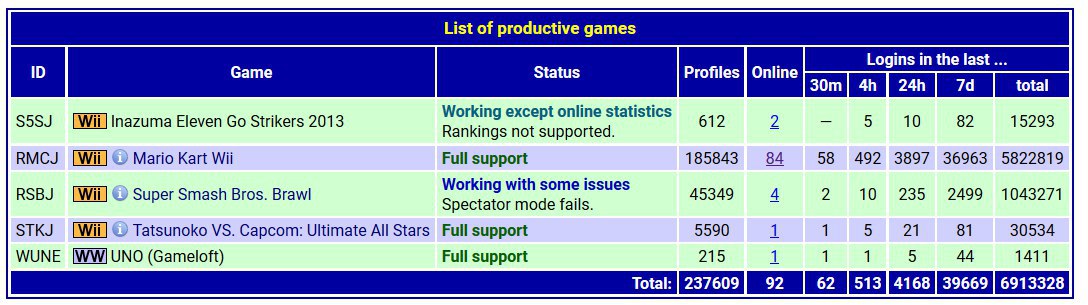 List of productive games
ID Game Status Profiles Online Logins in the last ...
30m 4h 24h 7d total
S5SJ Wii Inazuma Eleven Go Strikers 2013 Working except online statistics 612 2 — 5 10 82 15293
Rankings not supported.
RMCJ Wii i Mario Kart Wii Full support 185843 84 58 492 3897 36963 5822819
RSBJ Wii i Super Smash Bros. Brawl Working with some issues 45349 4 2 10 235 2499 1043271
Spectator mode fails.
STKJ Wii i Tatsunoko VS. Capcom: Ultimate All Stars Full support 5590 1 1 5 21 81 30534
WUNE WW UNO (Gameloft) Full support 215 1 1 1 5 44 1411
Total: 237609 92 62 513 4168 39669 6913328